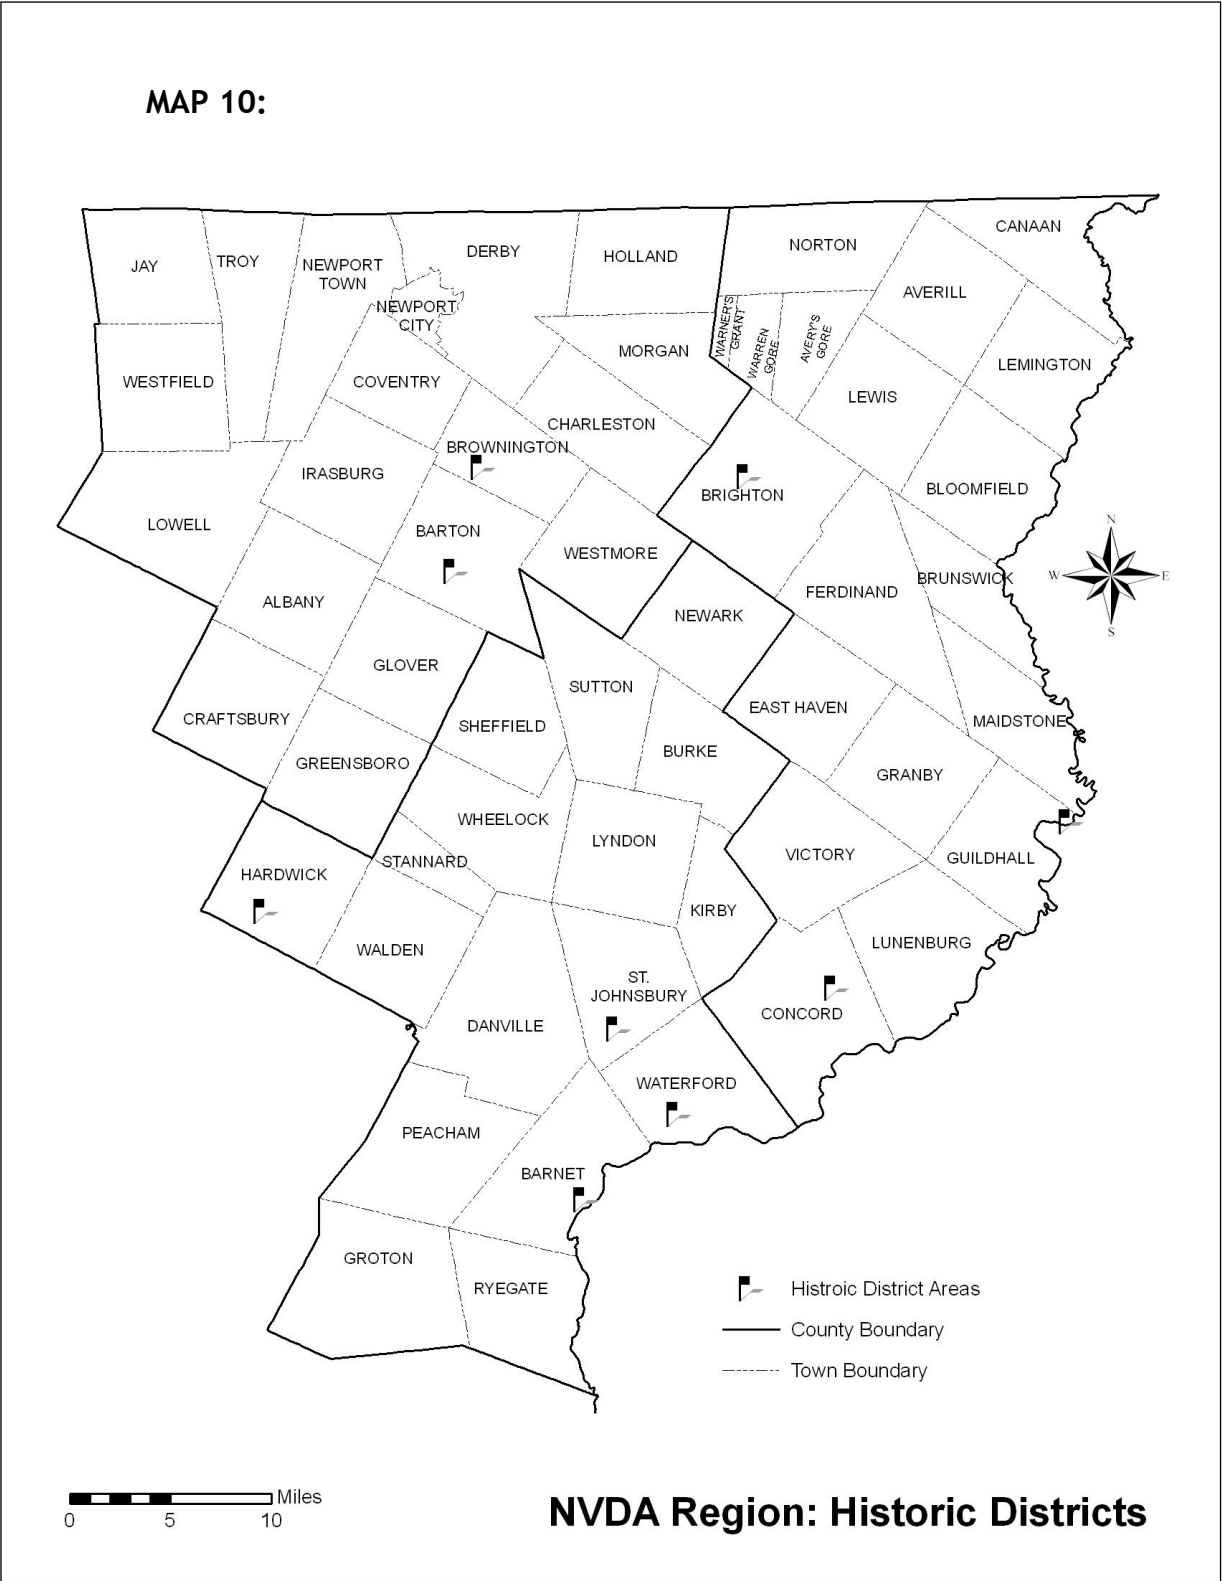 MAP 10:
CANAAN
NORTON
DERBY
HOLLAND
TROY
JAY
NEWPORT
TOWN
AVERILL
NEWPORT
CITY
WARNER'S
GRANT
WARREN
GORE
AVERY'S
GORE
MORGAN
LEMINGTON
WESTFIELD
COVENTRY
LEWIS
CHARLESTON
BROWNINGTON
IRASBURG
BLOOMFIELD
BRIGHTON
LOWELL
BARTON
WESTMORE
N
W
E
S
BRUNSWICK
FERDINAND
ALBANY
NEWARK
GLOVER
SUTTON
EAST HAVEN
CRAFTSBURY
SHEFFIELD
MAIDSTONE
BURKE
GREENSBORO
GRANBY
WHEELOCK
LYNDON
VICTORY
GUILDHALL
STANNARD
HARDWICK
KIRBY
LUNENBURG
WALDEN
ST.
JOHNSBURY
CONCORD
DANVILLE
WATERFORD
PEACHAM
BARNET
GROTON
RYEGATE
Histroic District Areas
County Boundary
Town Boundary
Miles
0 5 10
NVDA Region: Historic Districts